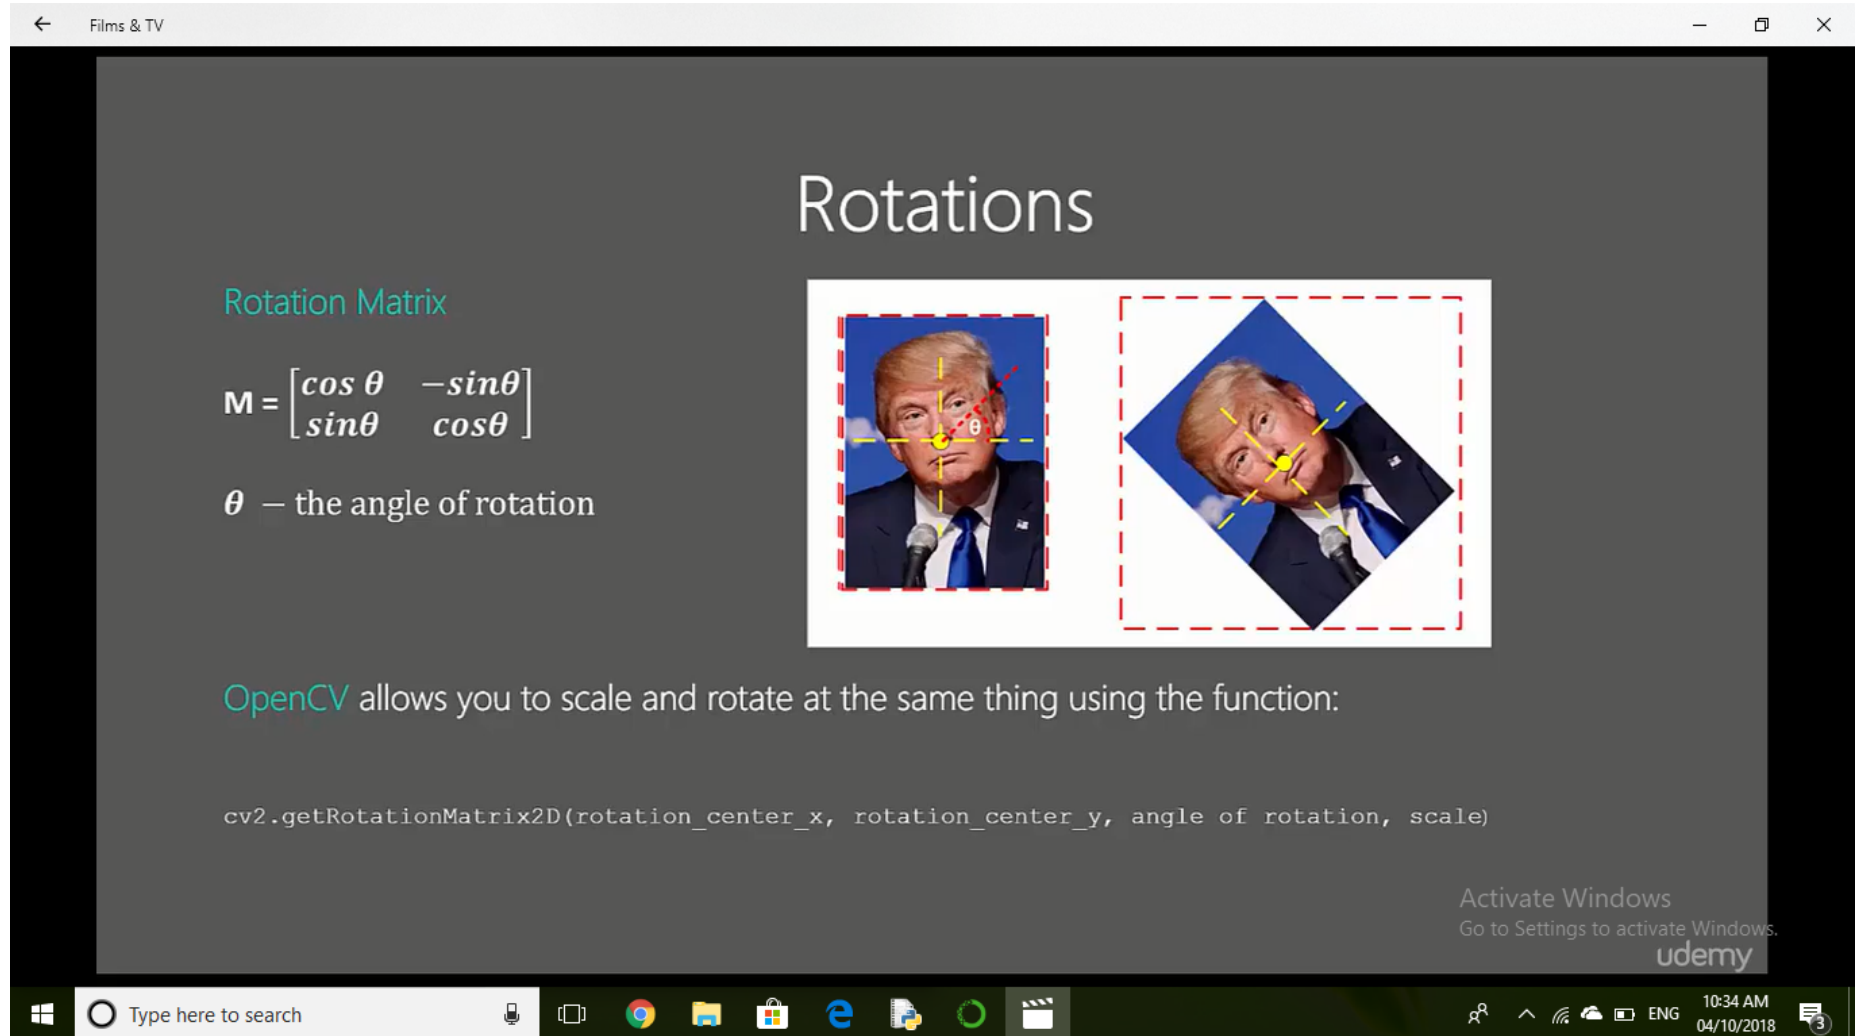 Films & TV
Rotations
Rotation Matrix
M = [cos θ −sinθ
sinθ cosθ]
θ
θ − the angle of rotation
OpenCV allows you to scale and rotate at the same thing using the function:
cv2.getRotationMatrix2D(rotation_center_x, rotation_center_y, angle of rotation, scale)
Activate Windows
Go to Settings to activate Windows.
udemy
Type here to search
ENG
10:34 AM
04/10/2018
3